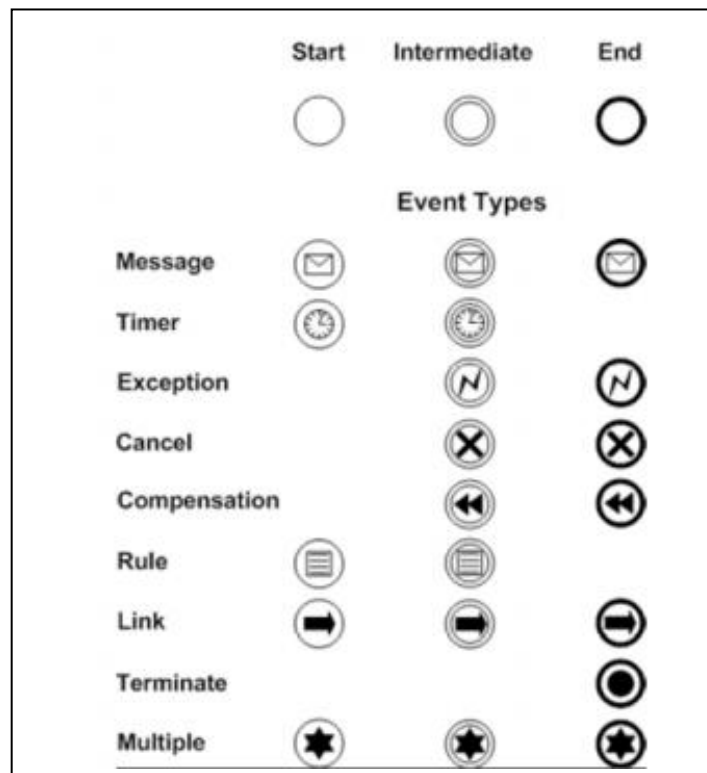 Start Intermediate End
Event Types
Message
Timer
Exception
Cancel
Compensation
Rule
Link
Terminate
Multiple